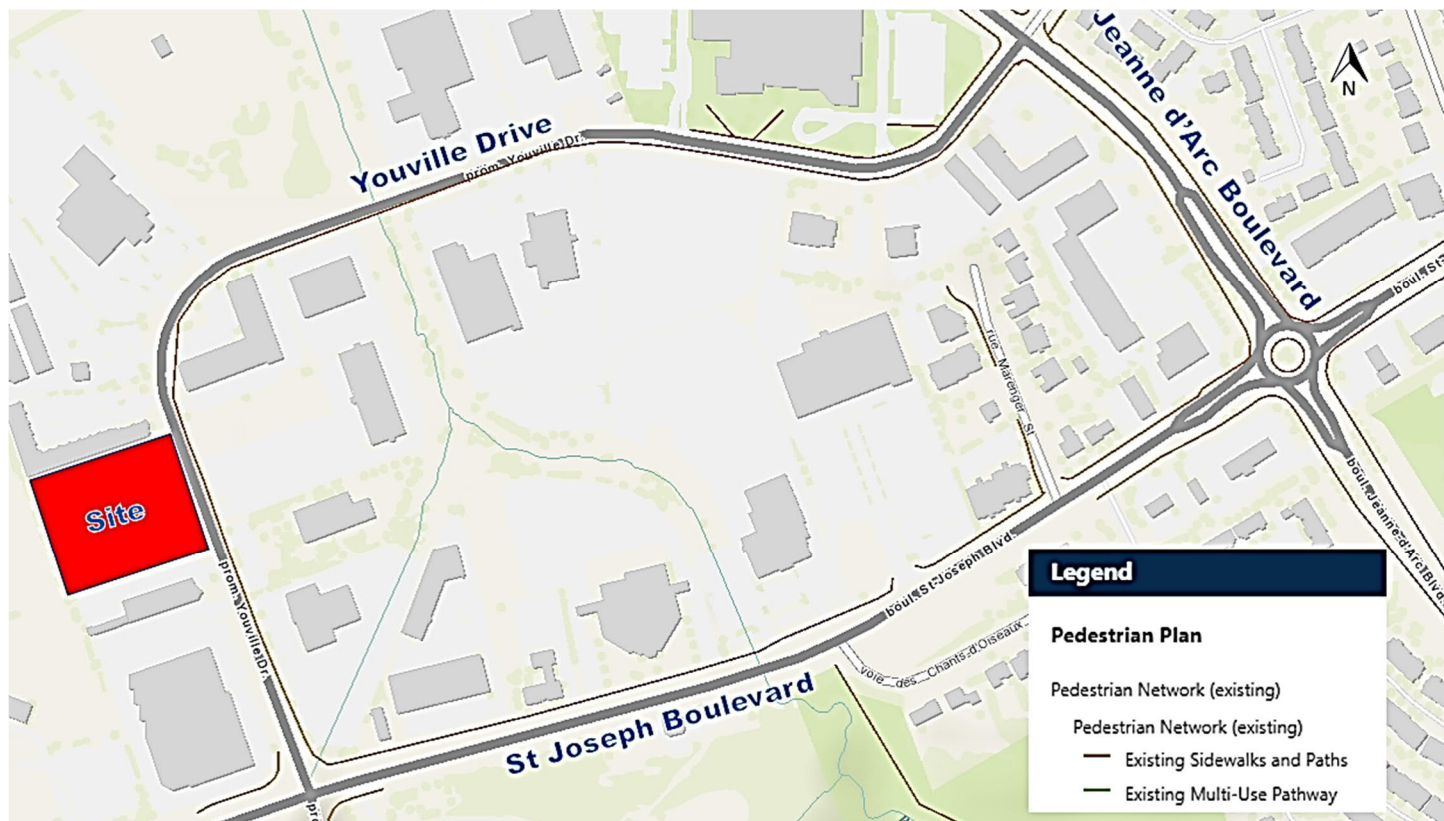 Jeanne d'Arc Boulevard
N
Youville Drive
prom. Youville Dr.
boul. St-
rue Marenger St
Site
prom. Youville Dr.
boul. Jeanne-d'Arc Blvd.
boul. St-Joseph Blvd.
voie des Chants-d'Oiseaux
St Joseph Boulevard
Legend
Pedestrian Plan
Pedestrian Network (existing)
Pedestrian Network (existing)
Existing Sidewalks and Paths
Existing Multi-Use Pathway